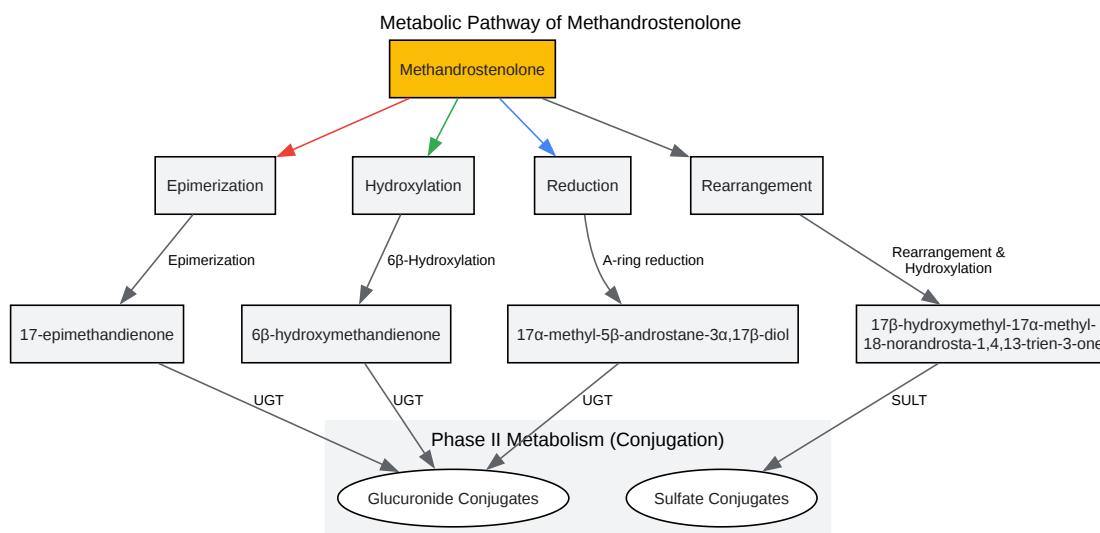 Metabolic Pathway of Methandrostenolone
Methandrostenolone
Epimerization
Hydroxylation
Reduction
Rearrangement
Epimerization
6β-Hydroxylation
A-ring reduction
Rearrangement &
Hydroxylation
17-epimethandienone
6β-hydroxymethandienone
17α-methyl-5β-androstane-3α,17β-diol
17β-hydroxymethyl-17α-methyl-
18-norandrosta-1,4,13-trien-3-one
UGT
UGT
UGT
SULT
Phase II Metabolism (Conjugation)
Glucuronide Conjugates
Sulfate Conjugates